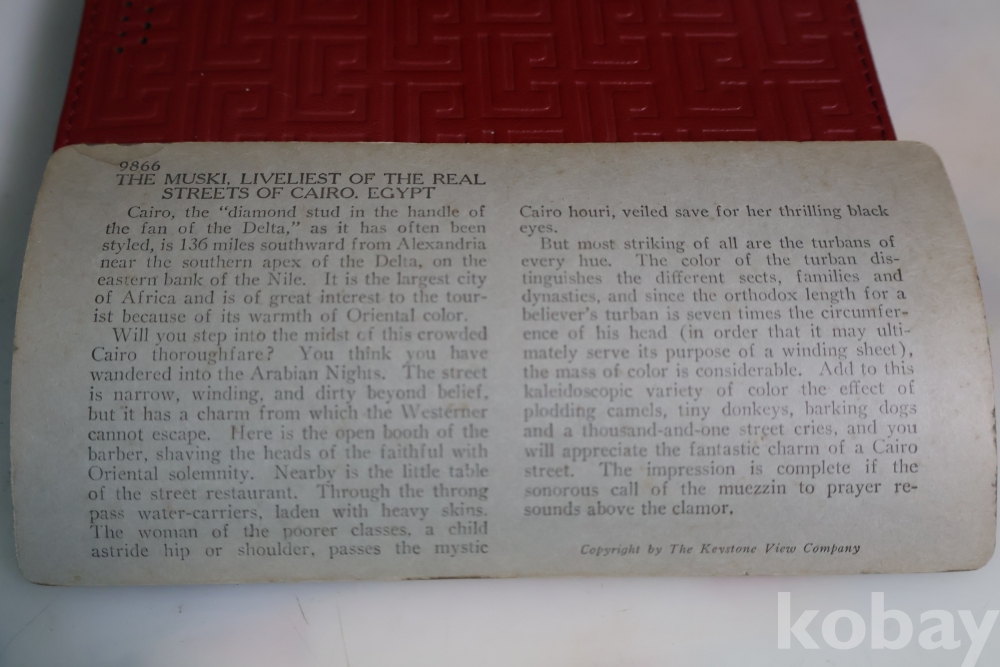 9866
THE MUSKI, LIVELIEST OF THE REAL
STREETS OF CAIRO, EGYPT
Cairo, the "diamond stud in the handle of
the fan of the Delta," as it has often been
styled, is 136 miles southward from Alexandria
near the southern apex of the Delta, on the
eastern bank of the Nile. It is the largest city
of Africa and is of great interest to the tour-
ist because of its warmth of Oriental color.
Will you step into the midst of this crowded
Cairo thoroughfare? You think you have
wandered into the Arabian Nights. The street
is narrow, winding, and dirty beyond belief,
but it has a charm from which the Westerner
cannot escape. Here is the open booth of the
barber, shaving the heads of the faithful with
Oriental solemnity. Nearby is the little table
of the street restaurant. Through the throng
pass water-carriers, laden with heavy skins.
The woman of the poorer classes, a child
astride hip or shoulder, passes the mystic
Cairo houri, veiled save for her thrilling black
eyes.
But most striking of all are the turbans of
every hue. The color of the turban dis-
tinguishes the different sects, families and
dynasties, and since the orthodox length for a
believer's turban is seven times the circumfer-
ence of his head (in order that it may ulti-
mately serve its purpose of a winding sheet),
the mass of color is considerable. Add to this
kaleidoscopic variety of color the effect of
plodding camels, tiny donkeys, barking dogs
and a thousand-and-one street cries, and you
will appreciate the fantastic charm of a Cairo
street. The impression is complete if the
sonorous call of the muezzin to prayer re-
sounds above the clamor.
Copyright by The Keystone View Company
kobay